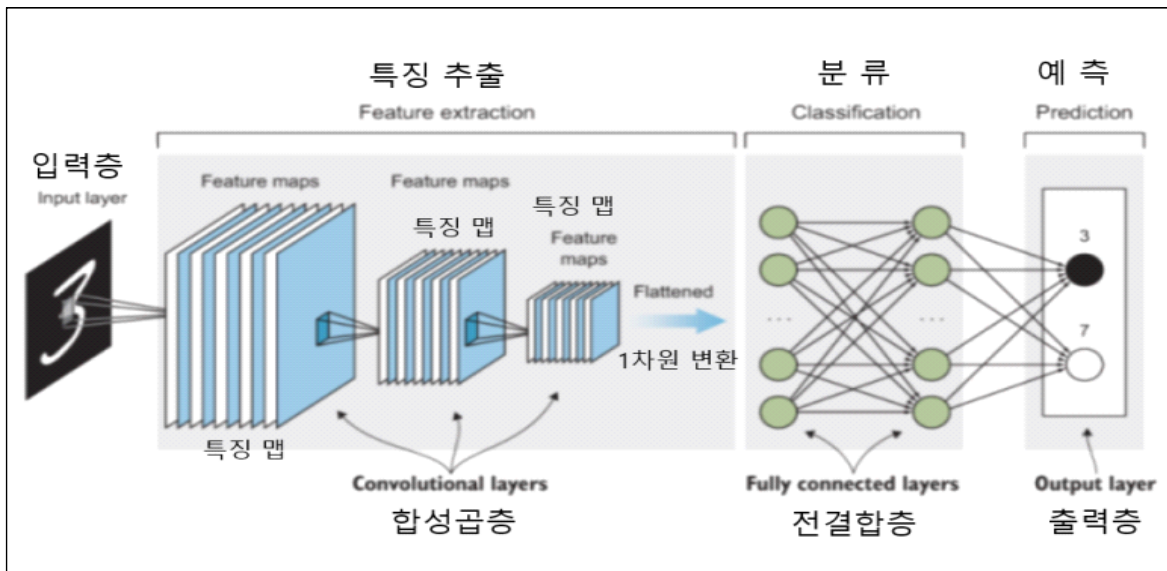 특징 추출
Feature extraction
분 류
Classification
예 측
Prediction
입력층
Input layer
Feature maps
특징 맵
Feature maps
특징 맵
특징 맵
Feature
maps
Flattened
1차원 변환
Convolutional layers
합성곱층
Fully connected layers
전결합층
3
7
Output layer
출력층
3
. . .
. . .